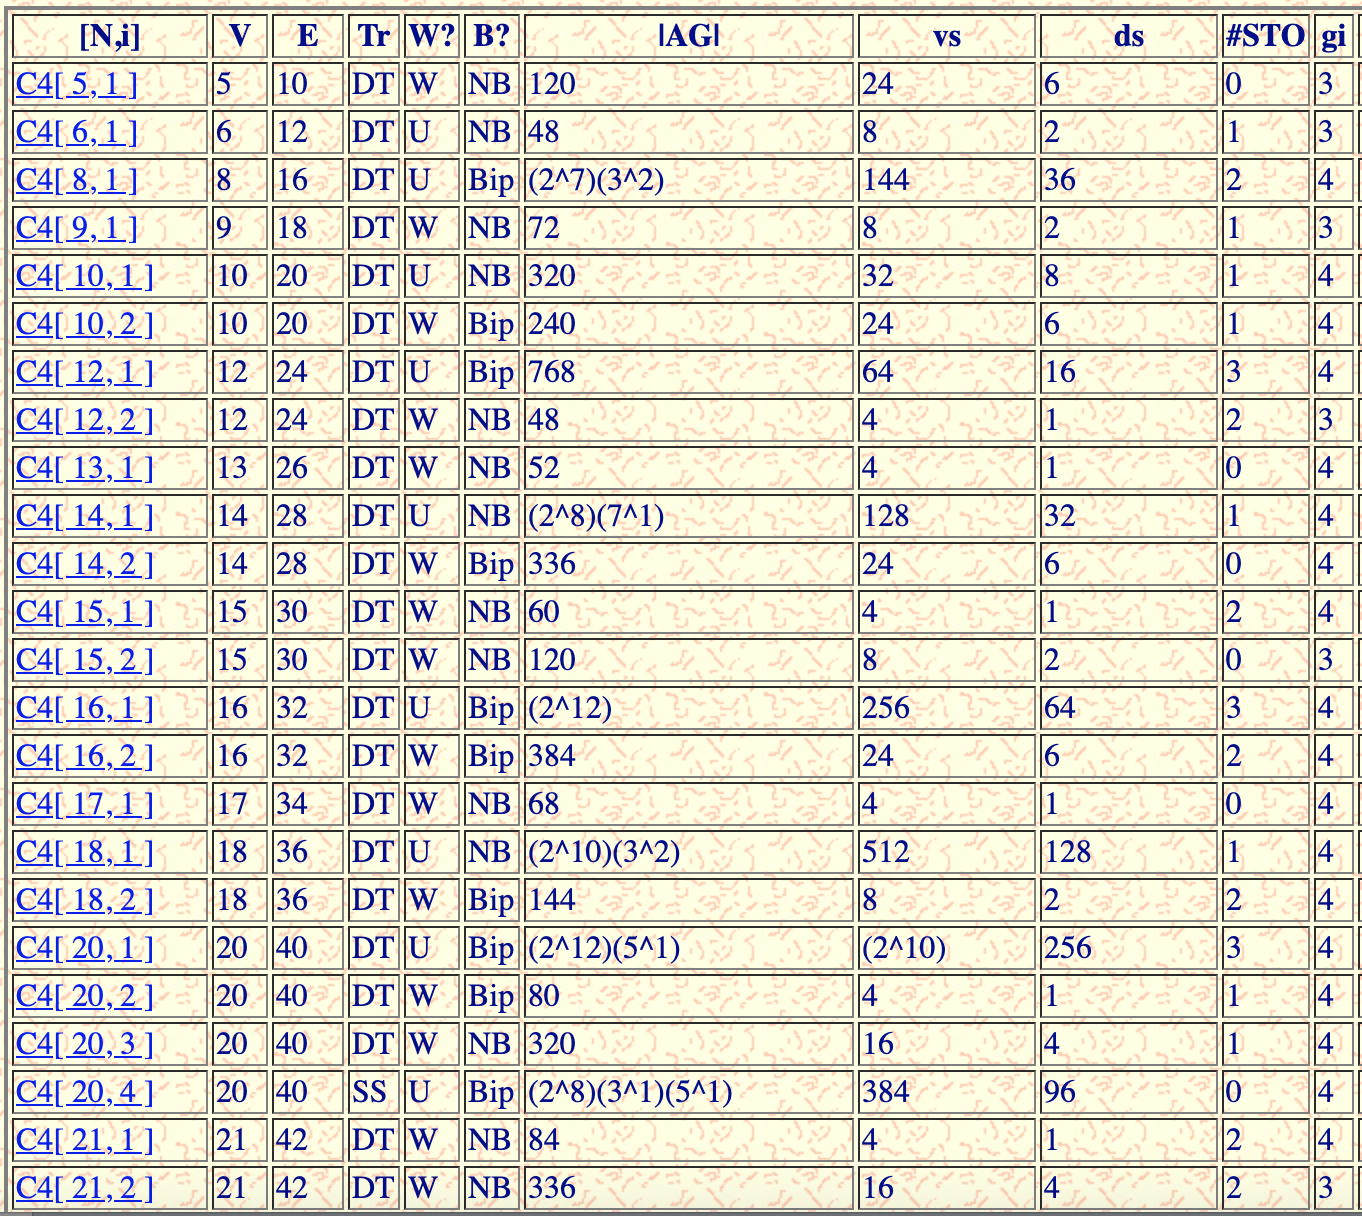 [N,i] V E Tr W? B? |AG| vs ds #STO gi
C4[ 5, 1 ] 5 10 DT W NB 120 24 6 0 3
C4[ 6, 1 ] 6 12 DT U NB 48 8 2 1 3
C4[ 8, 1 ] 8 16 DT U Bip (2^7)(3^2) 144 36 2 4
C4[ 9, 1 ] 9 18 DT W NB 72 8 2 1 3
C4[ 10, 1 ] 10 20 DT U NB 320 32 8 1 4
C4[ 10, 2 ] 10 20 DT W Bip 240 24 6 1 4
C4[ 12, 1 ] 12 24 DT U Bip 768 64 16 3 4
C4[ 12, 2 ] 12 24 DT W NB 48 4 1 2 3
C4[ 13, 1 ] 13 26 DT W NB 52 4 1 0 4
C4[ 14, 1 ] 14 28 DT U NB (2^8)(7^1) 128 32 1 4
C4[ 14, 2 ] 14 28 DT W Bip 336 24 6 0 4
C4[ 15, 1 ] 15 30 DT W NB 60 4 1 2 4
C4[ 15, 2 ] 15 30 DT W NB 120 8 2 0 3
C4[ 16, 1 ] 16 32 DT U Bip (2^12) 256 64 3 4
C4[ 16, 2 ] 16 32 DT W Bip 384 24 6 2 4
C4[ 17, 1 ] 17 34 DT W NB 68 4 1 0 4
C4[ 18, 1 ] 18 36 DT U NB (2^10)(3^2) 512 128 1 4
C4[ 18, 2 ] 18 36 DT W Bip 144 8 2 2 4
C4[ 20, 1 ] 20 40 DT U Bip (2^12)(5^1) (2^10) 256 3 4
C4[ 20, 2 ] 20 40 DT W Bip 80 4 1 1 4
C4[ 20, 3 ] 20 40 DT W NB 320 16 4 1 4
C4[ 20, 4 ] 20 40 SS U Bip (2^8)(3^1)(5^1) 384 96 0 4
C4[ 21, 1 ] 21 42 DT W NB 84 4 1 2 4
C4[ 21, 2 ] 21 42 DT W NB 336 16 4 2 3